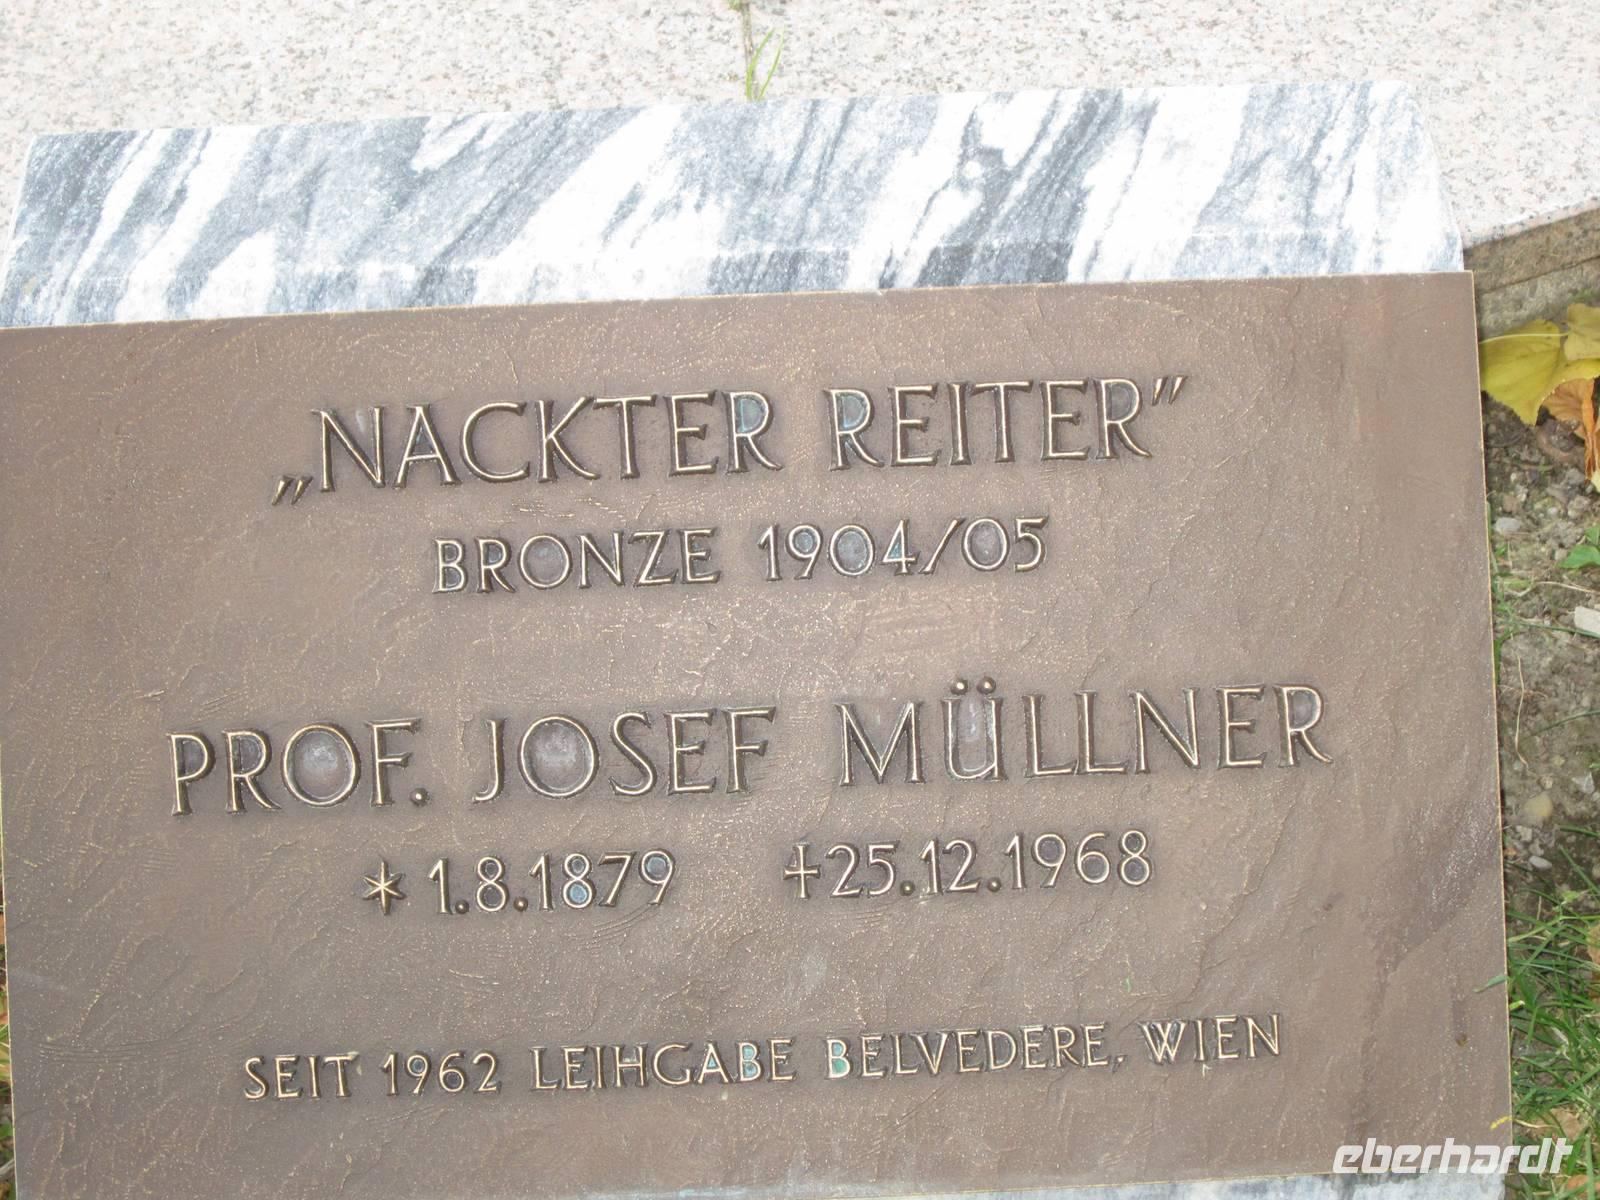 „NACKTER REITER”
BRONZE 1904/05
PROF. JOSEF MÜLLNER
* 1.8.1879 +25.12.1968
SEIT 1962 LEIHGABE BELVEDERE, WIEN
eberhardt